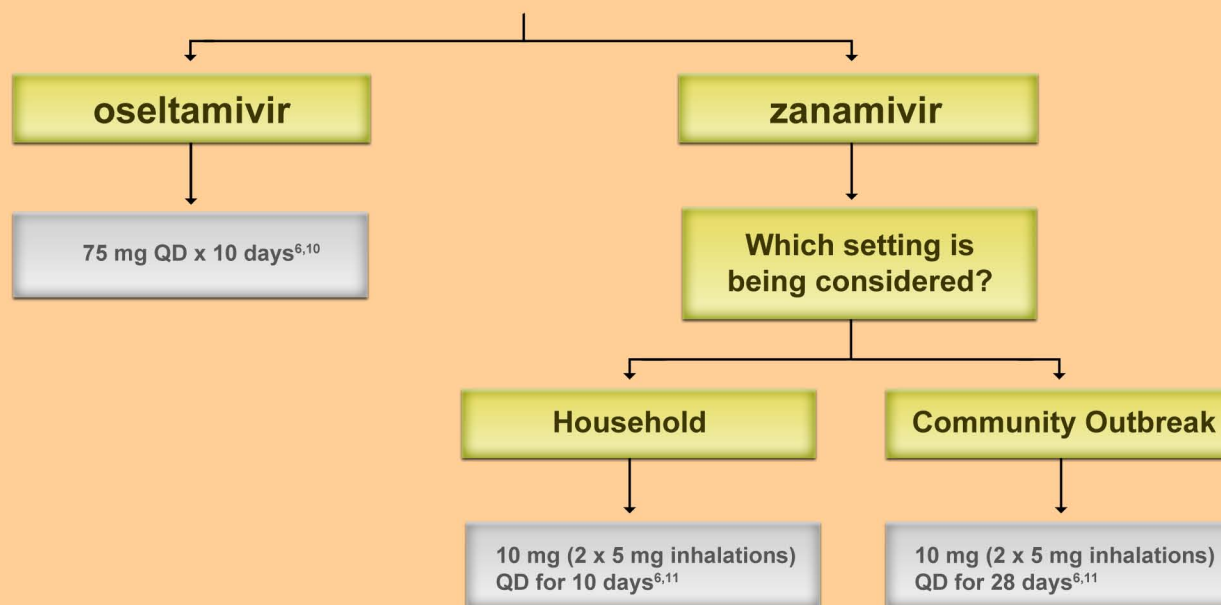 oseltamivir
zanamivir
75 mg QD x 10 days6,10
Which setting is
being considered?
Household
Community Outbreak
10 mg (2 x 5 mg inhalations)
QD for 10 days6,11
10 mg (2 x 5 mg inhalations)
QD for 28 days6,11